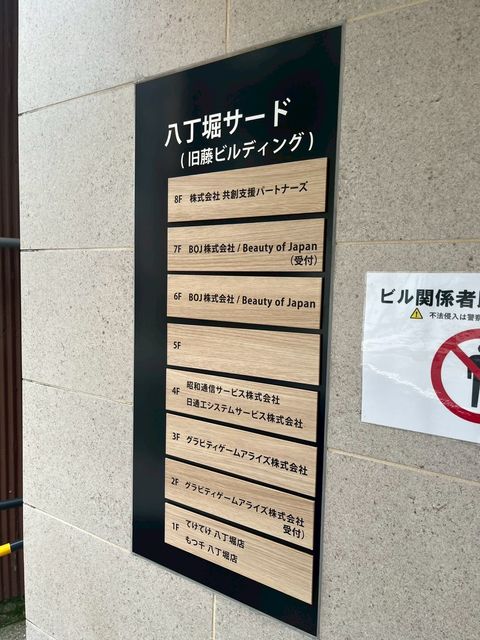 八丁堀サード
(旧藤ビルディング)
8F 株式会社 共創支援パートナーズ
7F BOJ株式会社 / Beauty of Japan
(受付)
6F BOJ株式会社 / Beauty of Japan
5F
4F 昭和通信サービス株式会社
日通エシステムサービス株式会社
3F グラビティゲームアライズ株式会社
2F グラビティゲームアライズ株式会社
受付)
1F てけてけ 八丁堀店
もつ千 八丁堀店
ビル関係者
不法侵入は警察